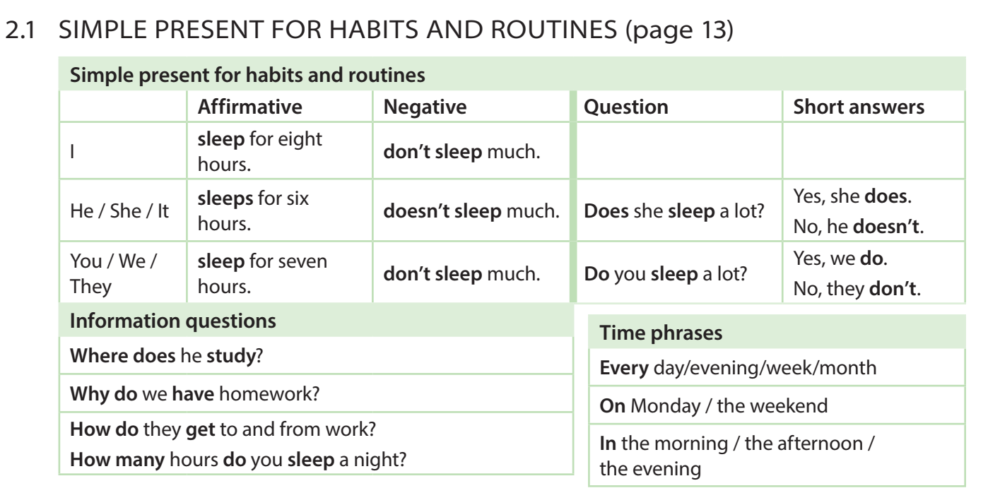 2.1 SIMPLE PRESENT FOR HABITS AND ROUTINES (page 13)
Simple present for habits and routines
Affirmative Negative Question Short answers
I
sleep for eight
hours.
don't sleep much.
He / She / It
sleeps for six
hours.
doesn't sleep much.
Does she sleep a lot?
Yes, she does.
No, he doesn't.
You / We /
They
sleep for seven
hours.
don't sleep much.
Do you sleep a lot?
Yes, we do.
No, they don't.
Information questions
Where does he study?
Why do we have homework?
How do they get to and from work?
How many hours do you sleep a night?
Time phrases
Every day/evening/week/month
On Monday / the weekend
In the morning / the afternoon /
the evening